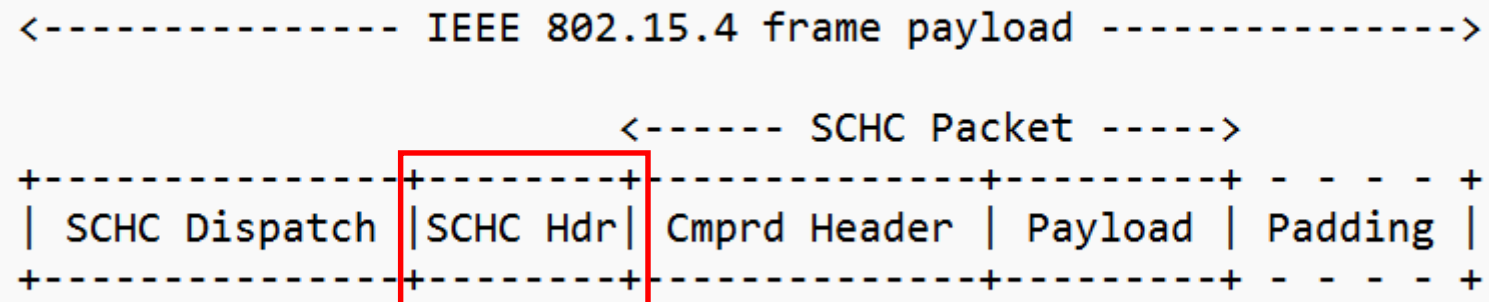 <--------------- IEEE 802.15.4 frame payload --------------->
<------ SCHC Packet ----->
+---------------+--------+--------------+---------+ - - - - +
| SCHC Dispatch |SCHC Hdr| Cmprd Header | Payload | Padding |
+---------------+--------+--------------+---------+ - - - - +